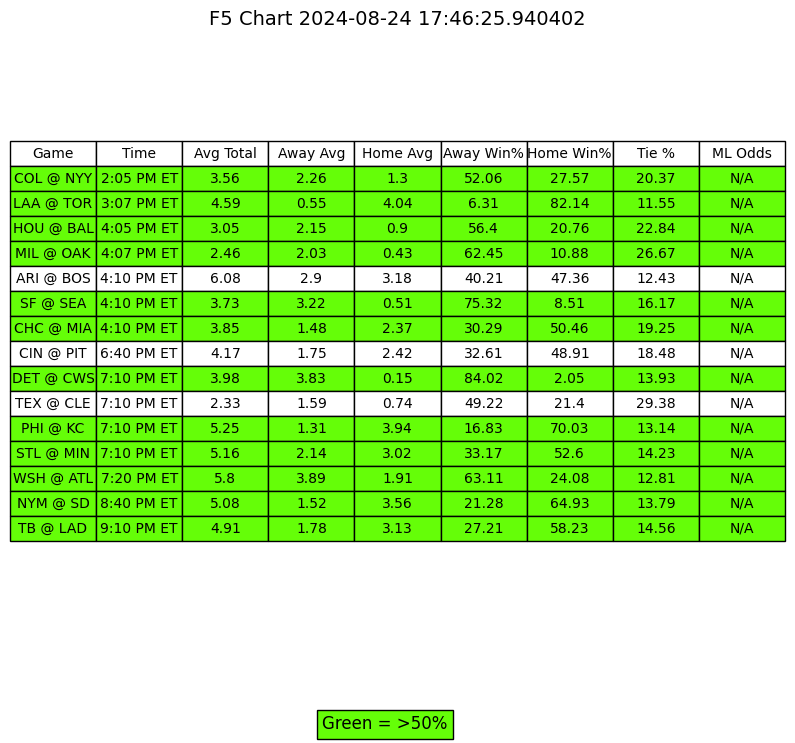 F5 Chart 2024-08-24 17:46:25.940402
Game Time Avg Total Away Avg Home Avg Away Win% Home Win% Tie % ML Odds
COL @ NYY 2:05 PM ET 3.56 2.26 1.3 52.06 27.57 20.37 N/A
LAA @ TOR 3:07 PM ET 4.59 0.55 4.04 6.31 82.14 11.55 N/A
HOU @ BAL 4:05 PM ET 3.05 2.15 0.9 56.4 20.76 22.84 N/A
MIL @ OAK 4:07 PM ET 2.46 2.03 0.43 62.45 10.88 26.67 N/A
ARI @ BOS 4:10 PM ET 6.08 2.9 3.18 40.21 47.36 12.43 N/A
SF @ SEA 4:10 PM ET 3.73 3.22 0.51 75.32 8.51 16.17 N/A
CHC @ MIA 4:10 PM ET 3.85 1.48 2.37 30.29 50.46 19.25 N/A
CIN @ PIT 6:40 PM ET 4.17 1.75 2.42 32.61 48.91 18.48 N/A
DET @ CWS 7:10 PM ET 3.98 3.83 0.15 84.02 2.05 13.93 N/A
TEX @ CLE 7:10 PM ET 2.33 1.59 0.74 49.22 21.4 29.38 N/A
PHI @ KC 7:10 PM ET 5.25 1.31 3.94 16.83 70.03 13.14 N/A
STL @ MIN 7:10 PM ET 5.16 2.14 3.02 33.17 52.6 14.23 N/A
WSH @ ATL 7:20 PM ET 5.8 3.89 1.91 63.11 24.08 12.81 N/A
NYM @ SD 8:40 PM ET 5.08 1.52 3.56 21.28 64.93 13.79 N/A
TB @ LAD 9:10 PM ET 4.91 1.78 3.13 27.21 58.23 14.56 N/A
Green = >50%